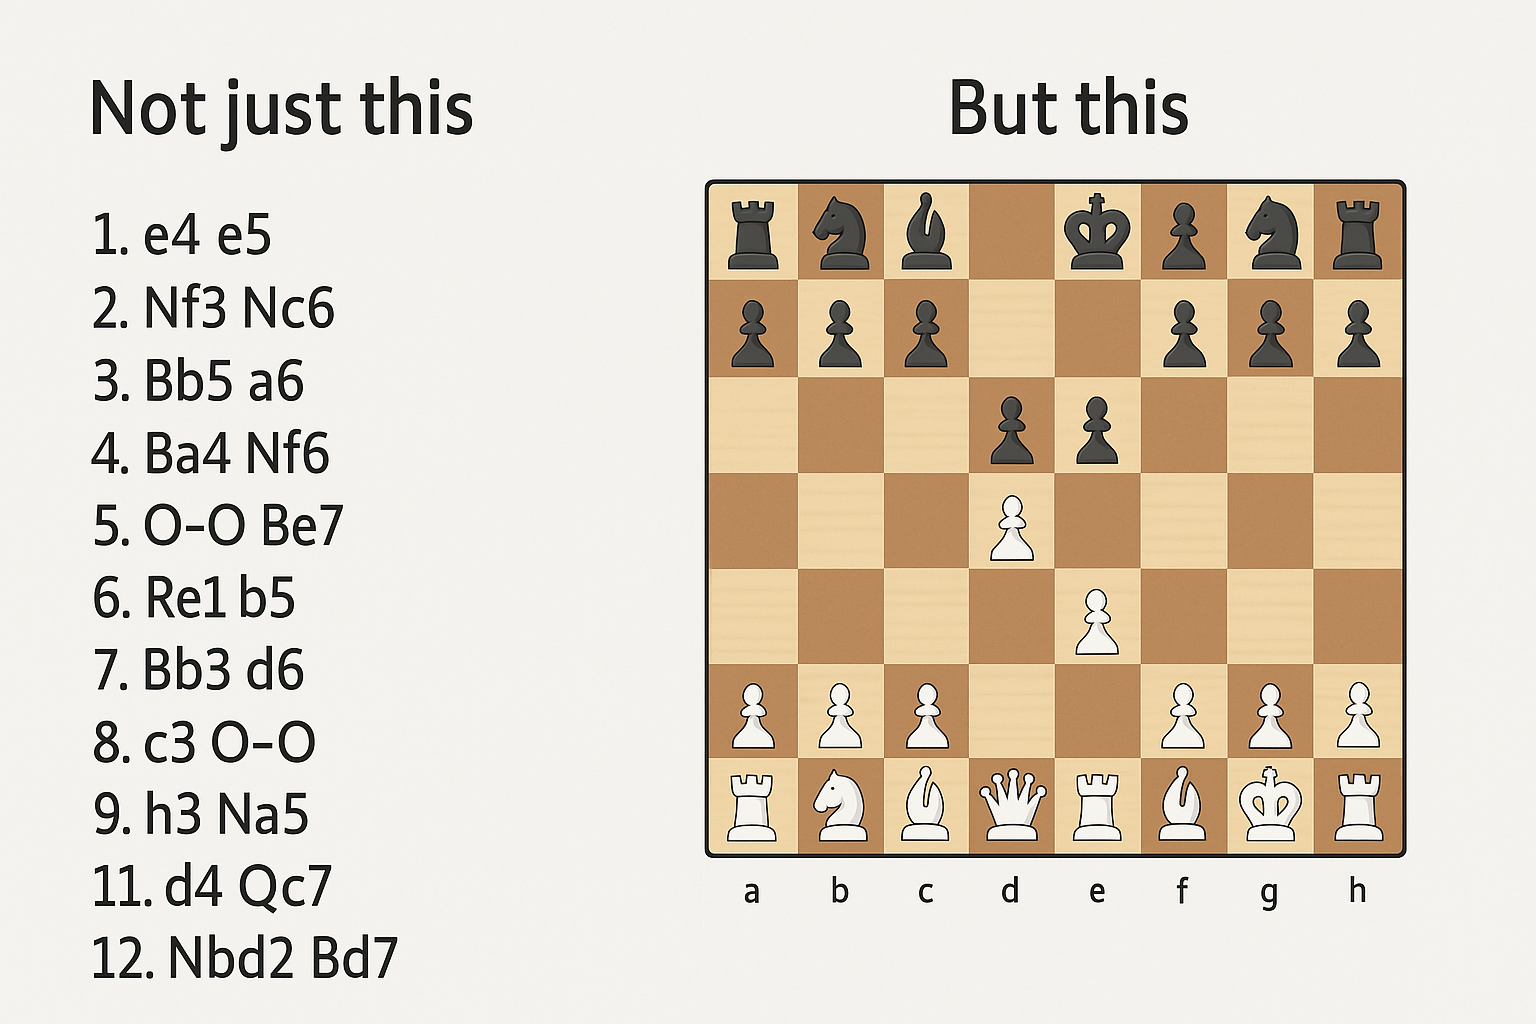 Not just this
1. e4 e5
2. Nf3 Nc6
3. Bb5 a6
4. Ba4 Nf6
5. O-O Be7
6. Re1 b5
7. Bb3 d6
8. c3 O-O
9. h3 Na5
11. d4 Qc7
12. Nbd2 Bd7
But this
a b c d e f g h